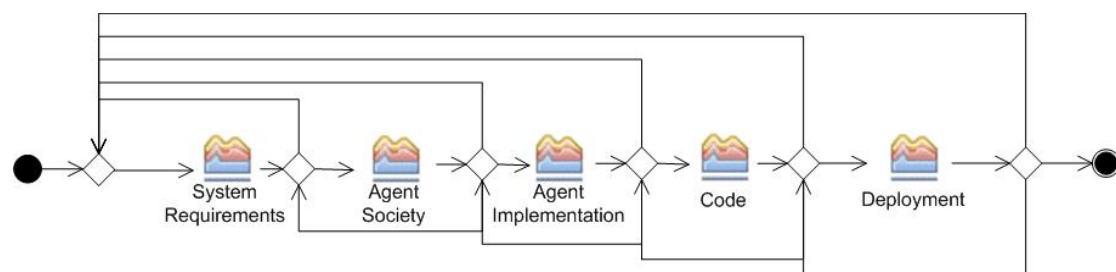 System
Requirements
Agent
Society
Agent
Implementation
Code
Deployment